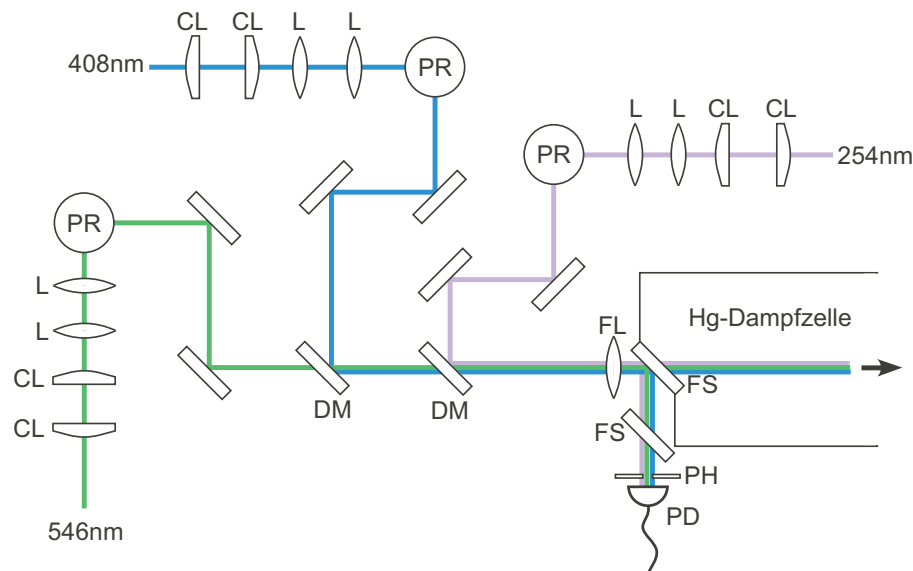 CL CL L L
408nm
PR
L L CL CL
PR
254nm
PR
L
L
CL
CL
546nm
DM
DM
FL
Hg-Dampfzelle
FS
FS
PH
PD